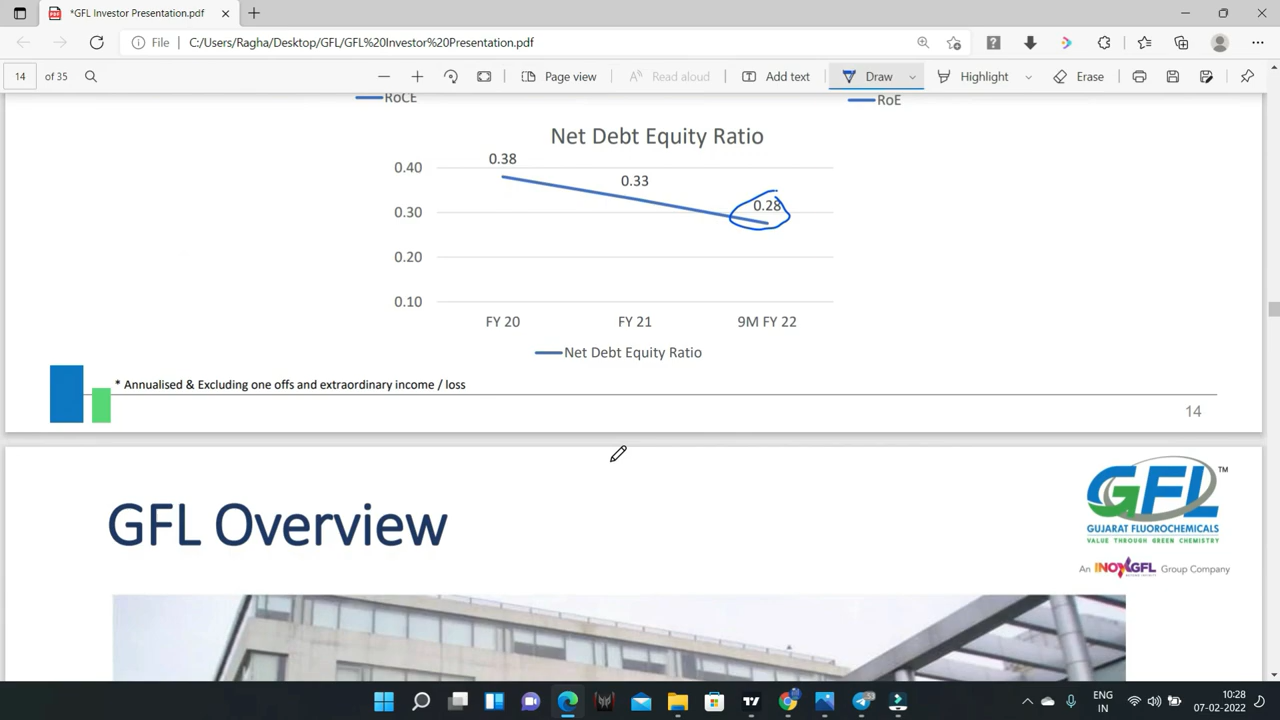 *GFL Investor Presentation.pdf
File C:/Users/Ragha/Desktop/GFL/GFL%20Investor%20Presentation.pdf
14 of 35 Page view Read aloud Add text Draw Highlight Erase
RoCE RoE
Net Debt Equity Ratio
0.40
0.30
0.20
0.10
0.38
0.33
0.28
FY 20 FY 21 9M FY 22
Net Debt Equity Ratio
* Annualised & Excluding one offs and extraordinary income / loss
14
GFL Overview
GFL TM
GUJARAT FLUOROCHEMICALS
VALUE THROUGH GREEN CHEMISTRY
An INOXGFL Group Company
ENG
IN
10:28
07-02-2022